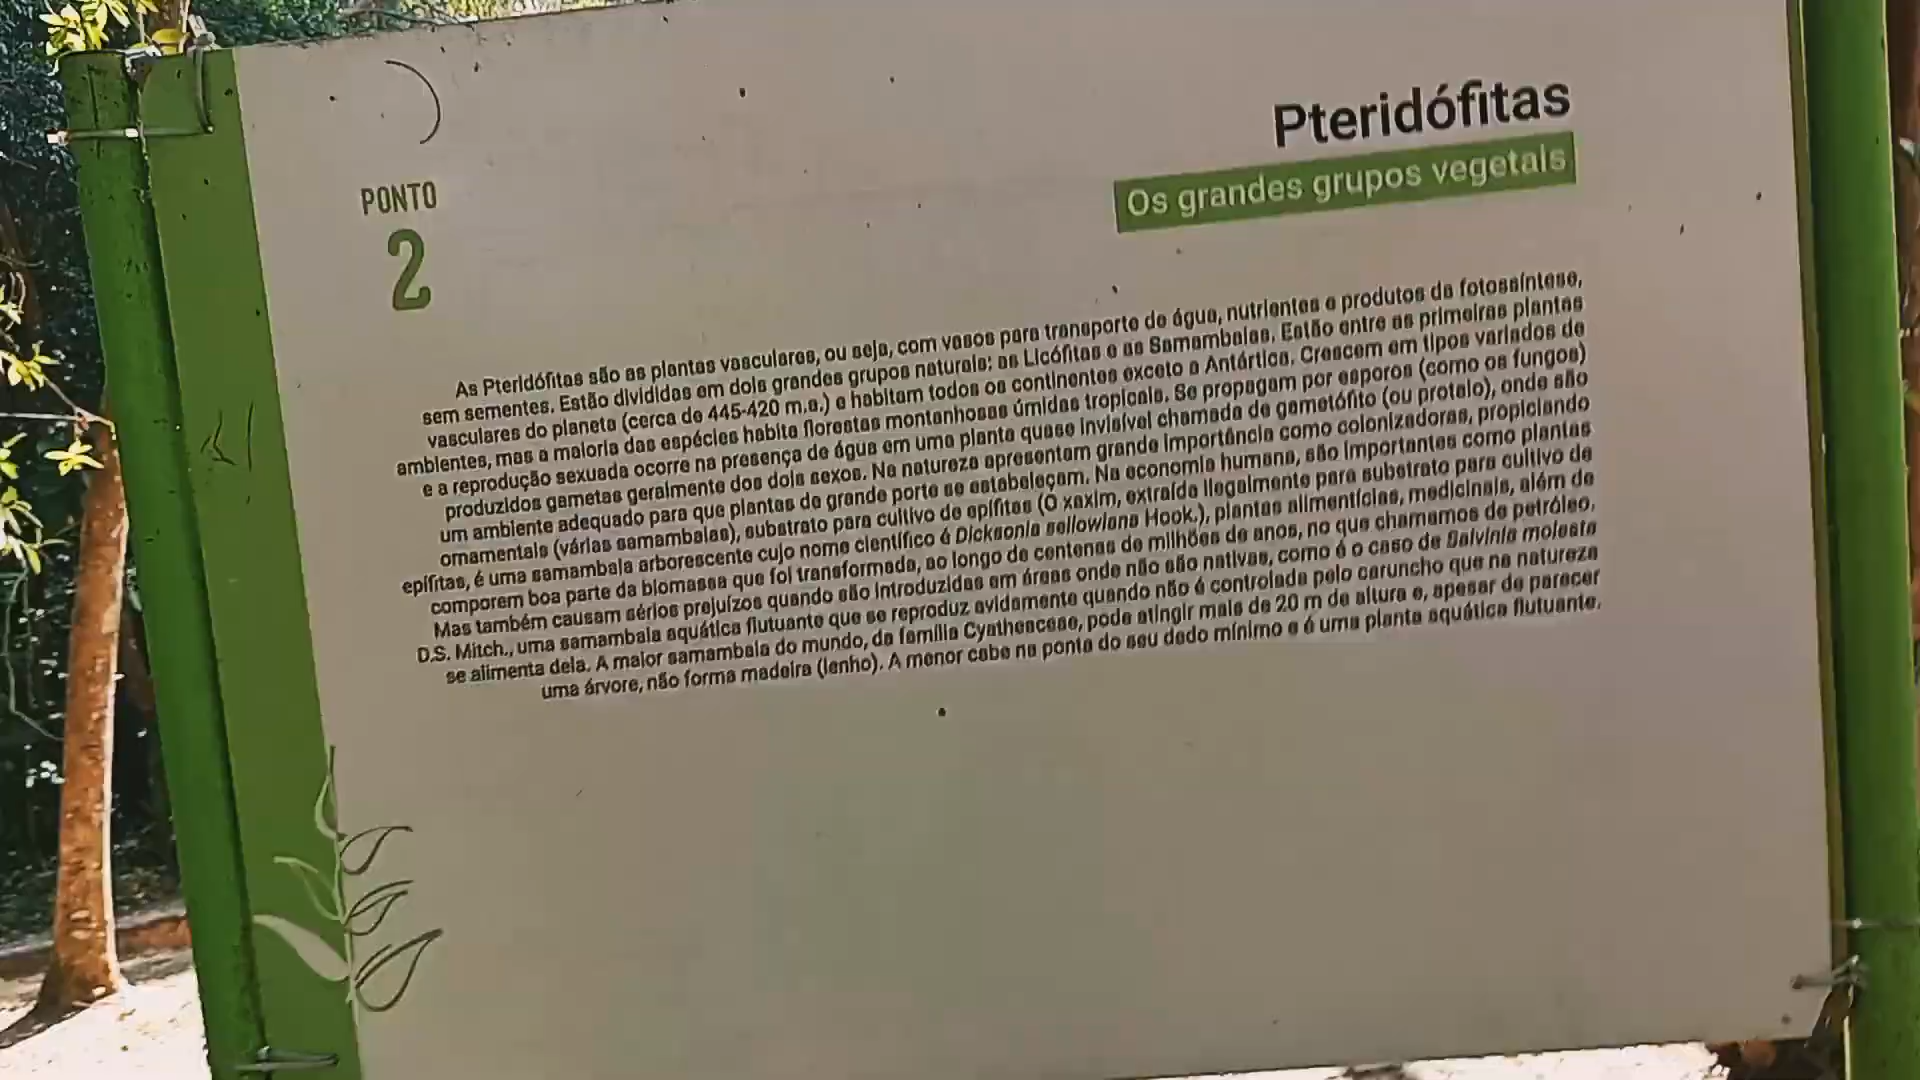 Pteridófitas
Os grandes grupos vegetais
PONTO
2
As Pteridófitas são as plantas vasculares, ou seja, com vasos para transporte de água, nutrientes e produtos da fotossíntese,
sem sementes. Estão divididas em dois grandes grupos naturais: as Licófitas e as Samambaias. Estão entre as primeiras plantas
vasculares do planeta (cerca de 445-420 m.a.) e habitam todos os continentes exceto a Antártica. Crescem em tipos variados de
ambientes, mas a maioria das espécies habita florestas montanhosas úmidas tropicais. Se propagam por esporos (como os fungos)
e a reprodução sexuada ocorre na presença de água em uma planta quase invisível chamada de gametófito (ou protalo), onde são
produzidos gametas geralmente dos dois sexos. Na natureza apresentam grande importância como colonizadoras, propiciando
um ambiente adequado para que plantas de grande porte se estabeleçam. Na economia humana, são importantes como plantas
ornamentais (várias samambaias), substrato para cultivo de epífitas (O xaxim, extraída ilegalmente para substrato para cultivo de
epífitas, é uma samambaia arborescente cujo nome científico é Dicksonia sellowiana Hook.), plantas alimentícias, medicinais, além de
comporem boa parte da biomassa que foi transformada, ao longo de centenas de milhões de anos, no que chamamos de petróleo.
Mas também causam sérios prejuízos quando são introduzidas em áreas onde não são nativas, como é o caso de Salvinia molesta
D.S. Mitch., uma samambaia aquática flutuante que se reproduz avidamente quando não é controlada pelo caruncho que na natureza
se alimenta dela. A maior samambaia do mundo, da família Cyatheaceae, pode atingir mais de 20 m de altura e, apesar de parecer
uma árvore, não forma madeira (lenho). A menor cabe na ponta do seu dedo mínimo e é uma planta aquática flutuante.